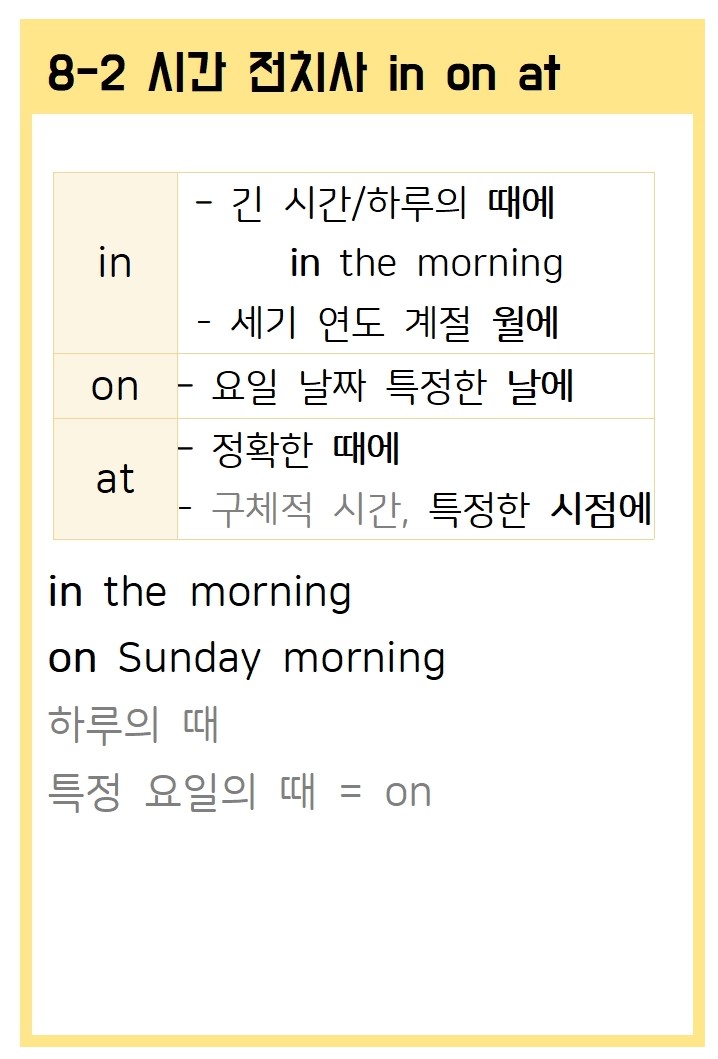 8-2 시간 전치사 in on at
in
- 긴 시간/하루의 때에
in the morning
- 세기 연도 계절 월에
on
- 요일 날짜 특정한 날에
at
- 정확한 때에
- 구체적 시간, 특정한 시점에
in the morning
on Sunday morning
하루의 때
특정 요일의 때 = on